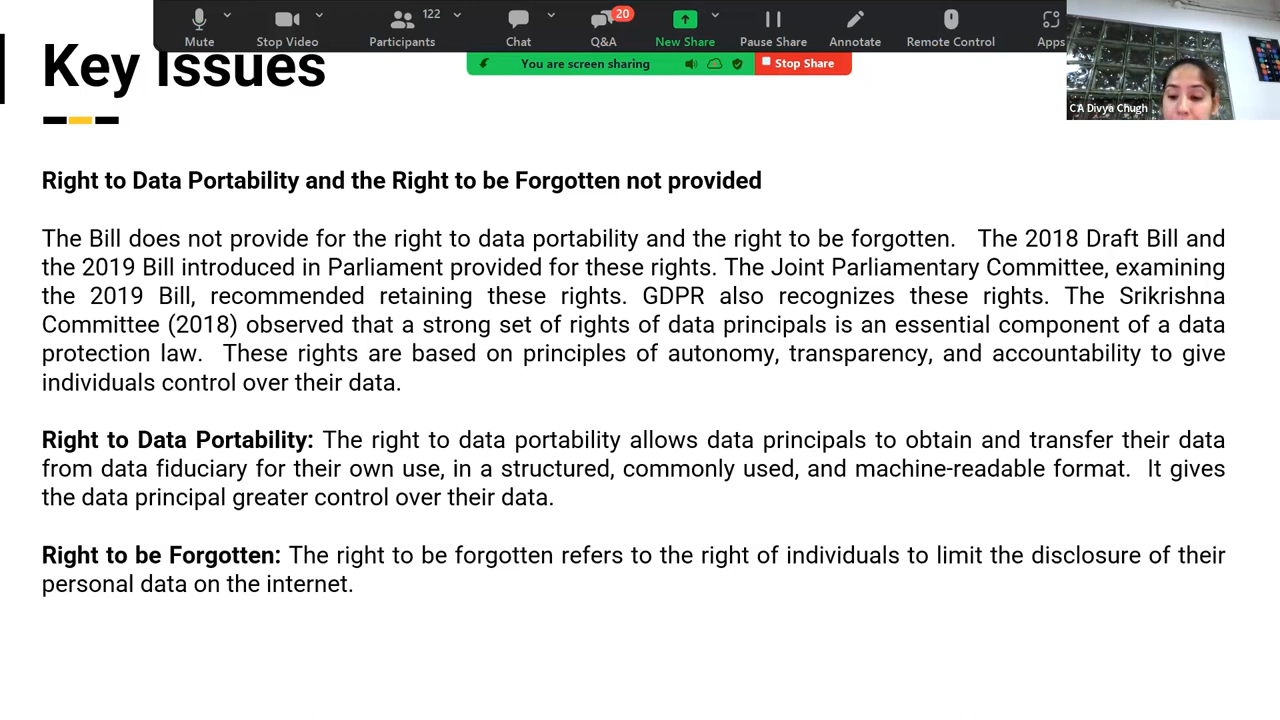 122
20
Mute
Stop Video
Participants
Chat
Q&A
New Share
Pause Share
Annotate
Remote Control
Apps
You are screen sharing
Stop Share
CA Divya Chugh
Key Issues
Right to Data Portability and the Right to be Forgotten not provided
The Bill does not provide for the right to data portability and the right to be forgotten. The 2018 Draft Bill and
the 2019 Bill introduced in Parliament provided for these rights. The Joint Parliamentary Committee, examining
the 2019 Bill, recommended retaining these rights. GDPR also recognizes these rights. The Srikrishna
Committee (2018) observed that a strong set of rights of data principals is an essential component of a data
protection law. These rights are based on principles of autonomy, transparency, and accountability to give
individuals control over their data.
Right to Data Portability: The right to data portability allows data principals to obtain and transfer their data
from data fiduciary for their own use, in a structured, commonly used, and machine-readable format. It gives
the data principal greater control over their data.
Right to be Forgotten: The right to be forgotten refers to the right of individuals to limit the disclosure of their
personal data on the internet.